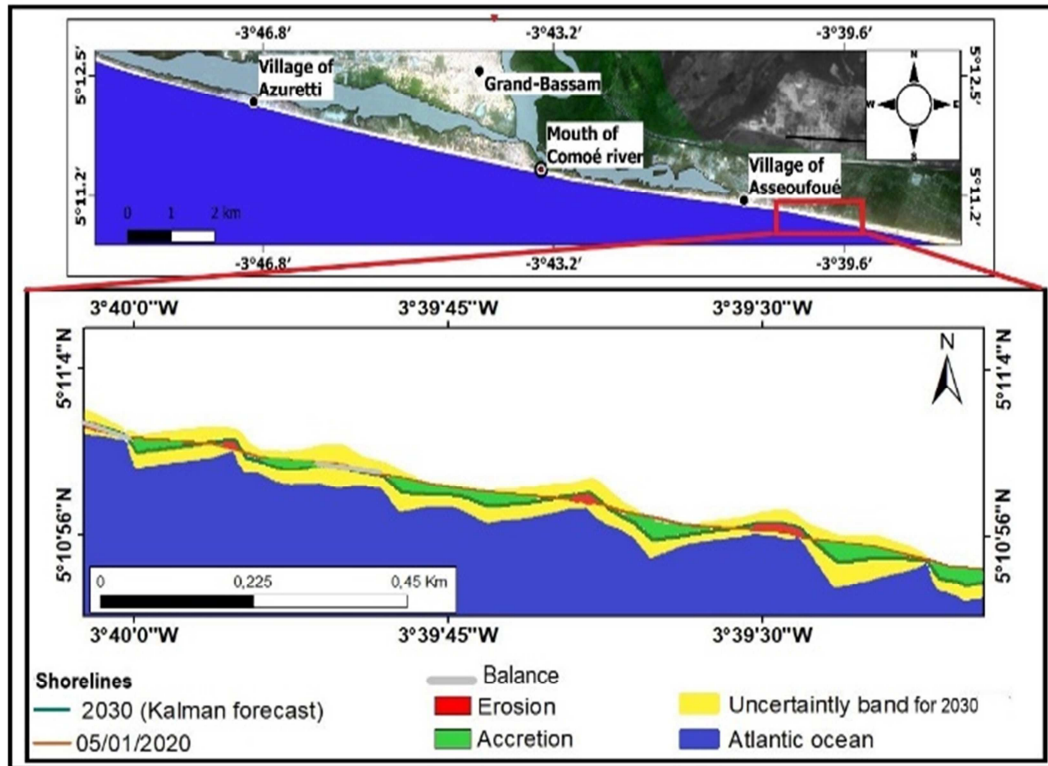 -3°46.8 -3°43.2 -3°39.6
5°12.5' 5°12.5'
Village of
Azuretti
Grand-Bassam
N
W E
S
Mouth of
Comoé river
Village of
Asseoufoué
5°11.2' 5°11.2'
0 1 2 km
-3°46.8 -3°43.2 -3°39.6
3°40'0"W 3°39'45"W 3°39'30"W
5°11'4"N 5°11'4"N
N
5°10'56"N 5°10'56"N
0 0,225 0,45 Km
3°40'0"W 3°39'45"W 3°39'30"W
Shorelines
2030 (Kalman forecast)
05/01/2020
Balance
Erosion
Accretion
Uncertaintly band for 2030
Atlantic ocean